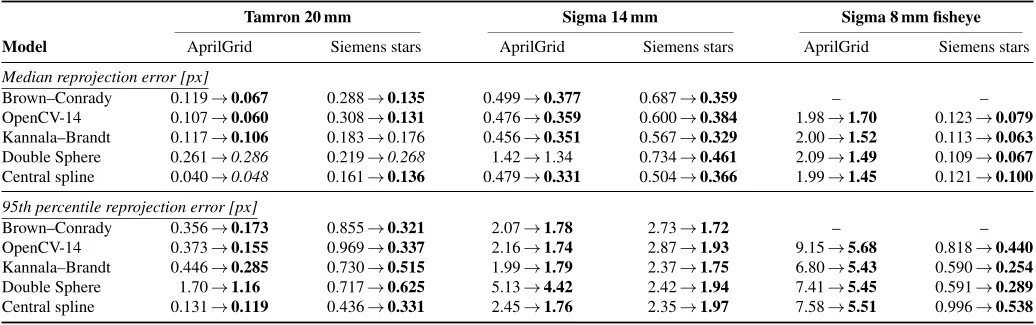 Tamron 20 mm Sigma 14 mm Sigma 8 mm fisheye
Model AprilGrid Siemens stars AprilGrid Siemens stars AprilGrid Siemens stars
Median reprojection error [px]
Brown–Conrady 0.119 → 0.067 0.288 → 0.135 0.499 → 0.377 0.687 → 0.359 – –
OpenCV-14 0.107 → 0.060 0.308 → 0.131 0.476 → 0.359 0.600 → 0.384 1.98 → 1.70 0.123 → 0.079
Kannala–Brandt 0.117 → 0.106 0.183 → 0.176 0.456 → 0.351 0.567 → 0.329 2.00 → 1.52 0.113 → 0.063
Double Sphere 0.261 → 0.286 0.219 → 0.268 1.42 → 1.34 0.734 → 0.461 2.09 → 1.49 0.109 → 0.067
Central spline 0.040 → 0.048 0.161 → 0.136 0.479 → 0.331 0.504 → 0.366 1.99 → 1.45 0.121 → 0.100
95th percentile reprojection error [px]
Brown–Conrady 0.356 → 0.173 0.855 → 0.321 2.07 → 1.78 2.73 → 1.72 – –
OpenCV-14 0.373 → 0.155 0.969 → 0.337 2.16 → 1.74 2.87 → 1.93 9.15 → 5.68 0.818 → 0.440
Kannala–Brandt 0.446 → 0.285 0.730 → 0.515 1.99 → 1.79 2.37 → 1.75 6.80 → 5.43 0.590 → 0.254
Double Sphere 1.70 → 1.16 0.717 → 0.625 5.13 → 4.42 2.42 → 1.94 7.41 → 5.45 0.591 → 0.289
Central spline 0.131 → 0.119 0.436 → 0.331 2.45 → 1.76 2.35 → 1.97 7.58 → 5.51 0.996 → 0.538